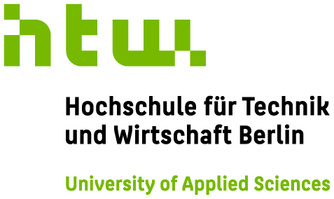 htw.
Hochschule für Technik
und Wirtschaft Berlin
University of Applied Sciences